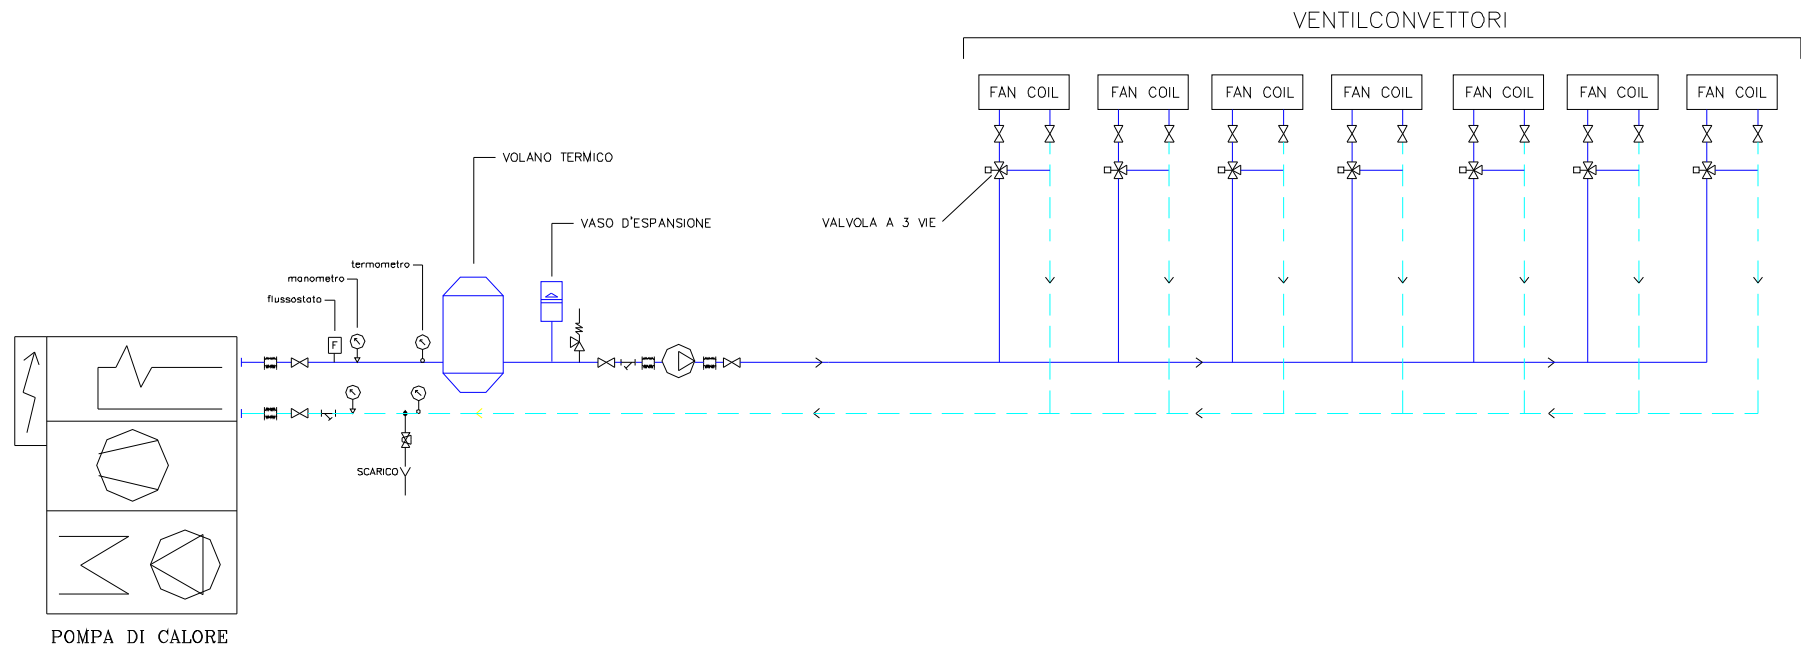 VENTILCONVETTORI
FAN COIL
FAN COIL
FAN COIL
FAN COIL
FAN COIL
FAN COIL
FAN COIL
VOLANO TERMICO
VASO D'ESPANSIONE
VALVOLA A 3 VIE
termometro
manometro
flussostato
F
SCARICO
POMPA DI CALORE